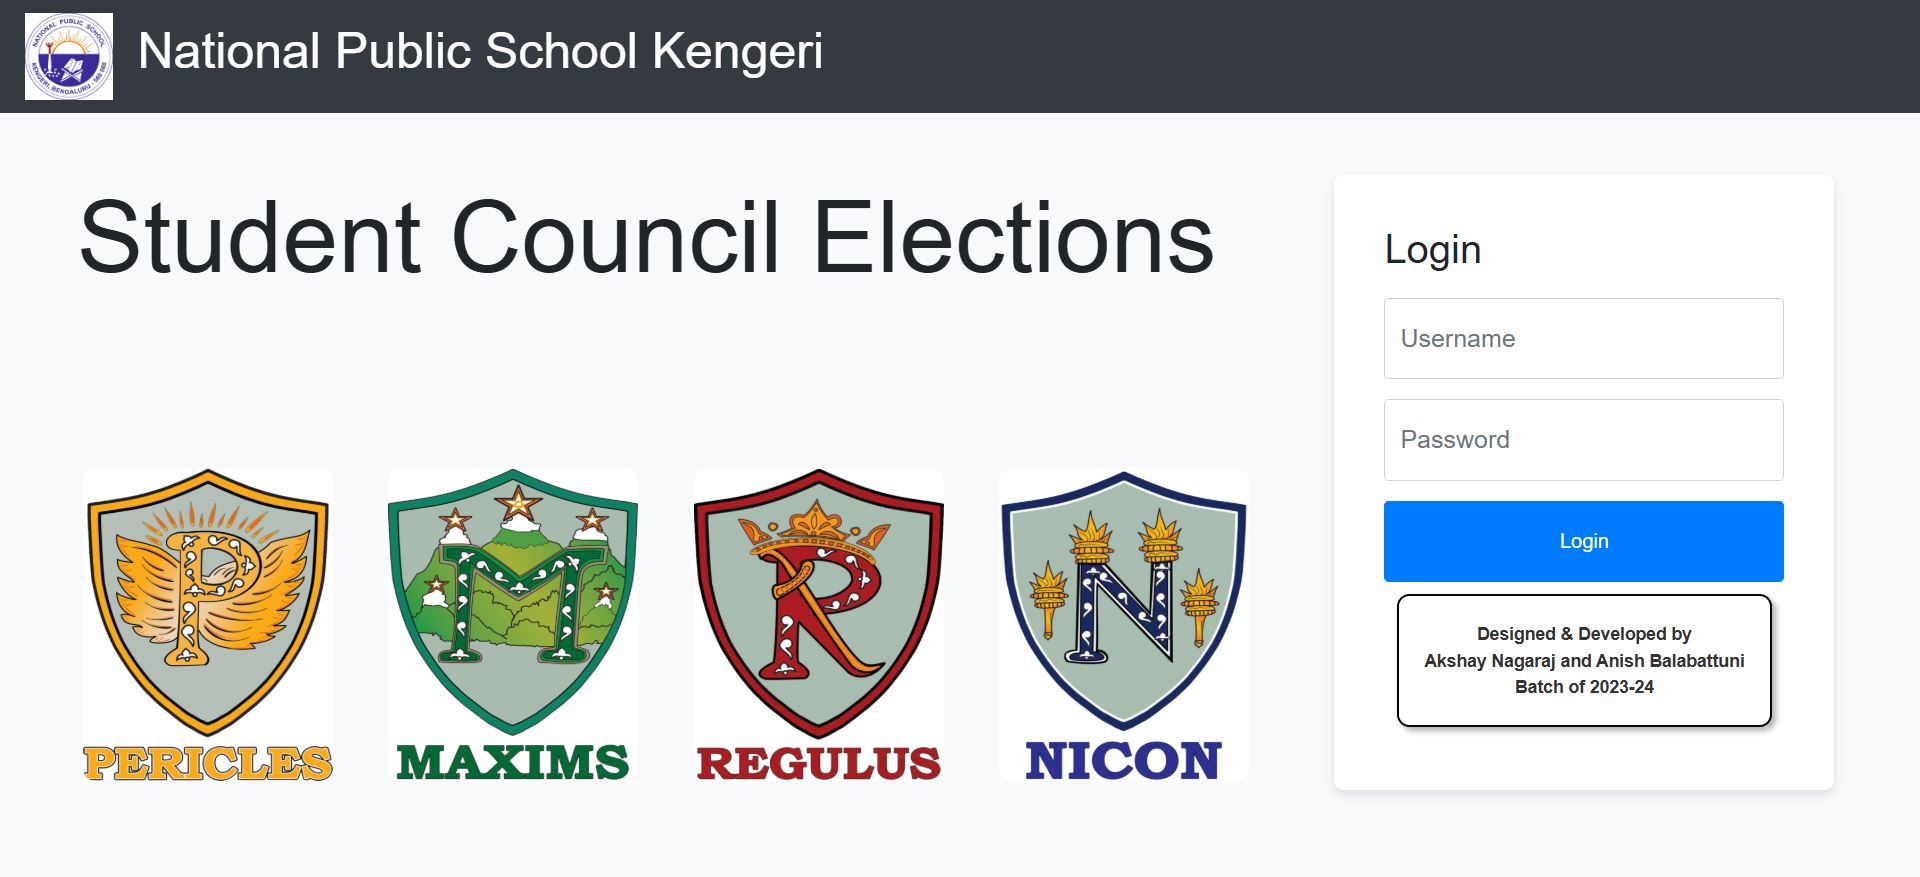 NATIONAL PUBLIC SCHOOL
KENGERI, BENGALURU - 560 060
National Public School Kengeri
Student Council Elections
Login
Username
Password
Login
Designed & Developed by
Akshay Nagaraj and Anish Balabattuni
Batch of 2023-24
P
M
R
N
PERICLES
MAXIMS
REGULUS
NICON